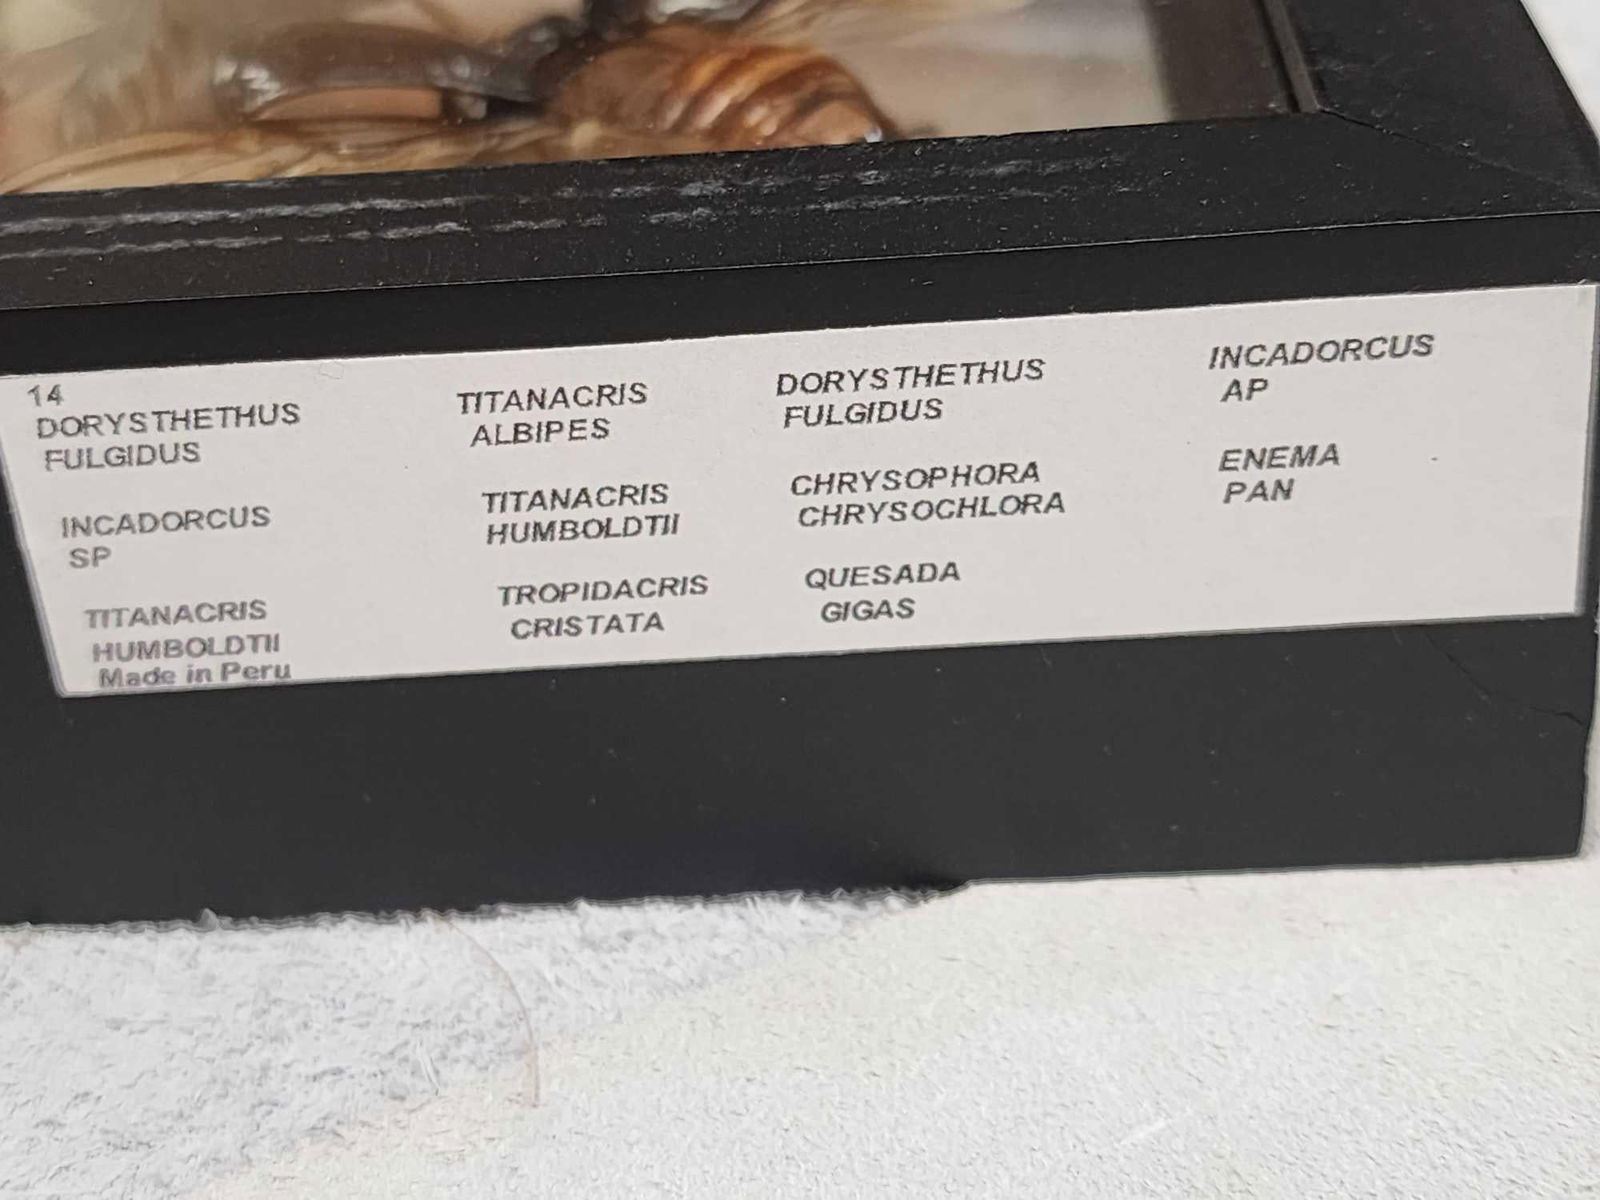 14
DORYSTHETHUS
FULGIDUS
INCADORCUS
SP
TITANACRIS
HUMBOLDTII
Made in Peru
TITANACRIS
ALBIPES
TITANACRIS
HUMBOLDTII
TROPIDACRIS
CRISTATA
DORYSTHETHUS
FULGIDUS
CHRYSOPHORA
CHRYSOCHLORA
QUESADA
GIGAS
INCADORCUS
AP
ENEMA
PAN